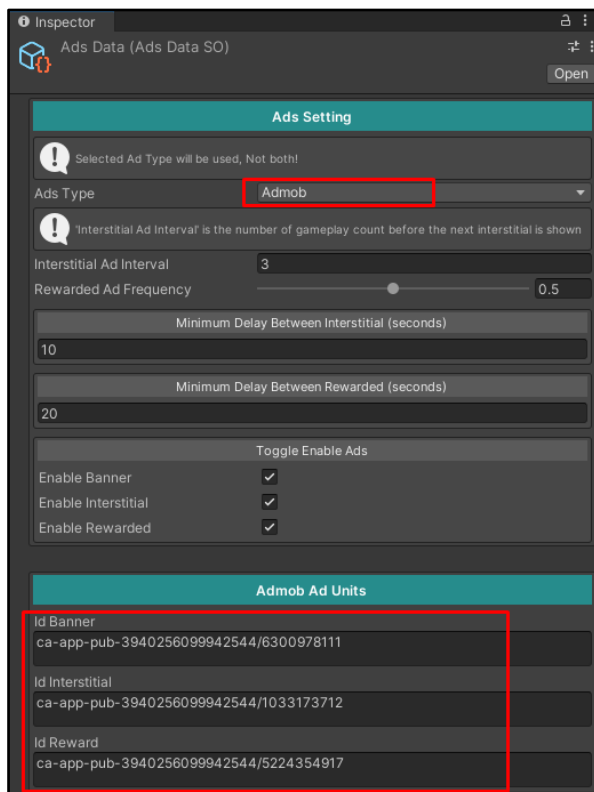 Inspector
Ads Data (Ads Data SO)
Open
Ads Setting
Selected Ad Type will be used, Not both!
Ads Type Admob
'Interstitial Ad Interval' is the number of gameplay count before the next interstitial is shown
Interstitial Ad Interval 3
Rewarded Ad Frequency 0.5
Minimum Delay Between Interstitial (seconds)
10
Minimum Delay Between Rewarded (seconds)
20
Toggle Enable Ads
Enable Banner
Enable Interstitial
Enable Rewarded
Admob Ad Units
Id Banner
ca-app-pub-3940256099942544/6300978111
Id Interstitial
ca-app-pub-3940256099942544/1033173712
Id Reward
ca-app-pub-3940256099942544/5224354917